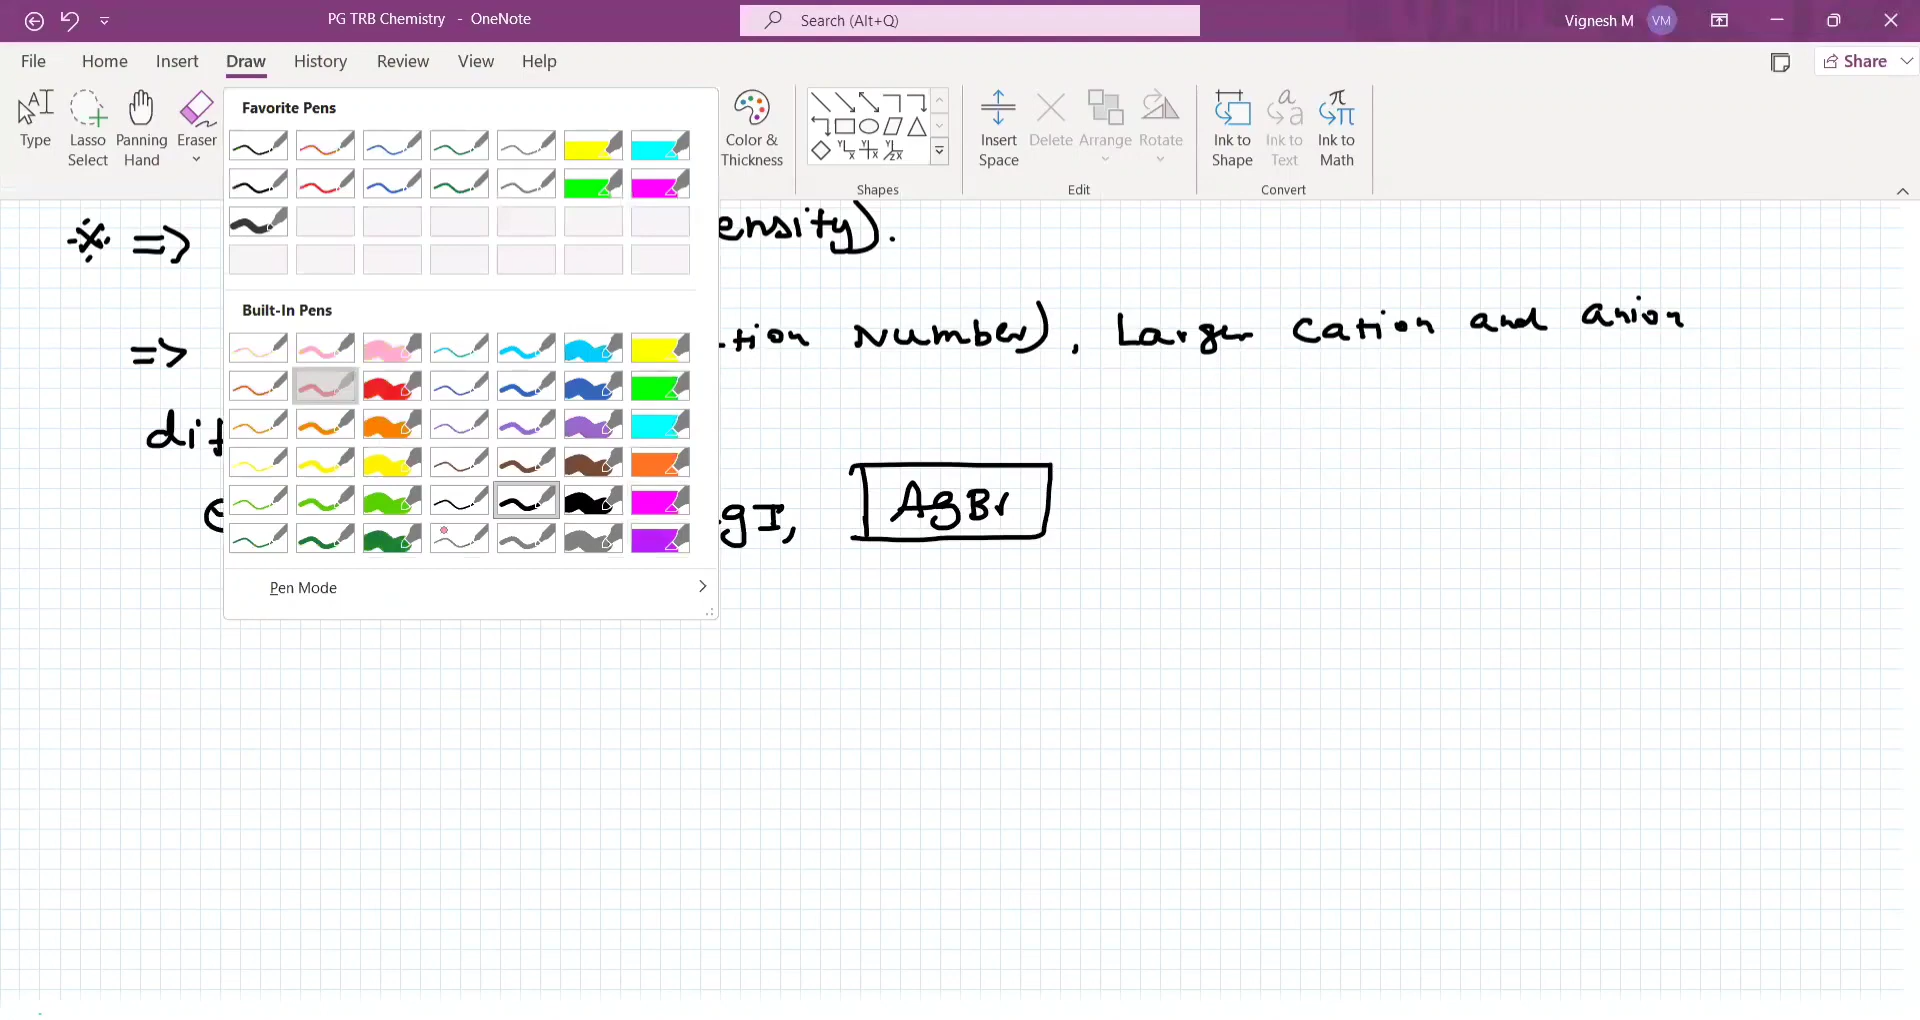 PG TRB Chemistry - OneNote
Search (Alt+Q)
Vignesh M VM
File Home Insert Draw History Review View Help
Share
Type
Lasso Select
Panning Hand
Eraser
Favorite Pens
Built-In Pens
Pen Mode
Color & Thickness
Shapes
Insert Space
Delete
Arrange
Rotate
Edit
Ink to Shape
Ink to Text
Ink to Math
Convert
※ => ensity).
=> tion Number), Larger cation and anion
dif
gI, AgBr